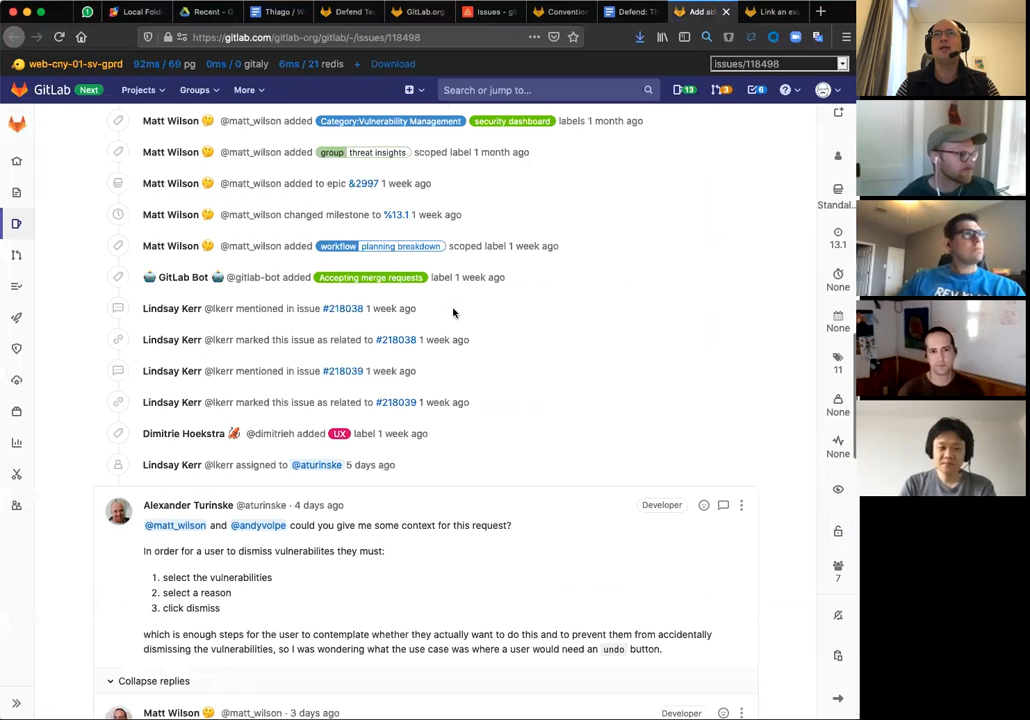 Local Fold
Recent - G
Thiago /
Defend Te
GitLab.org
Issues - gi
Convention
Defend: Th
Add ab
Link an ex
https://gitlab.com/gitlab-org/gitlab/-/issues/118498
web-cny-01-sv-gprd 92ms / 69 pg 0ms / 0 gitaly 6ms / 21 redis + Download issues/118498
GitLab Next Projects Groups More Search or jump to... 13 3 6
Matt Wilson @matt_wilson added Category:Vulnerability Management security dashboard labels 1 month ago
Matt Wilson @matt_wilson added group threat insights scoped label 1 month ago
Matt Wilson @matt_wilson added to epic &2997 1 week ago
Standal...
Matt Wilson @matt_wilson changed milestone to %13.1 1 week ago
Matt Wilson @matt_wilson added workflow planning breakdown scoped label 1 week ago
13.1
GitLab Bot @gitlab-bot added Accepting merge requests label 1 week ago
None
Lindsay Kerr @lkerr mentioned in issue #218038 1 week ago
None
Lindsay Kerr @lkerr marked this issue as related to #218038 1 week ago
Lindsay Kerr @lkerr mentioned in issue #218039 1 week ago
11
Lindsay Kerr @lkerr marked this issue as related to #218039 1 week ago
None
Dimitrie Hoekstra @dimitrieh added UX label 1 week ago
None
Lindsay Kerr @lkerr assigned to @aturinske 5 days ago
Alexander Turinske @aturinske · 4 days ago Developer
@matt_wilson and @andyvolpe could you give me some context for this request?
In order for a user to dismiss vulnerabilites they must:
1. select the vulnerabilities
7
2. select a reason
3. click dismiss
which is enough steps for the user to contemplate whether they actually want to do this and to prevent them from accidentally
dismissing the vulnerabilities, so I was wondering what the use case was where a user would need an undo button.
Collapse replies
Matt Wilson @matt_wilson · 3 days ago Developer